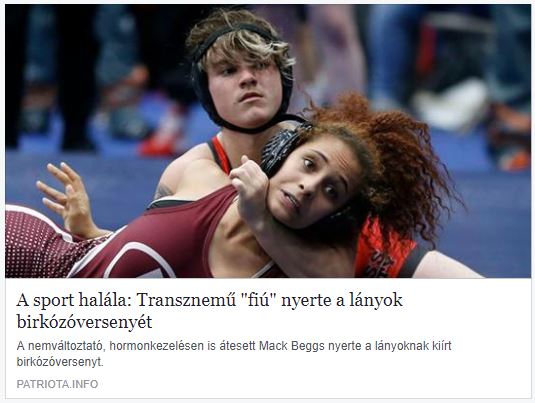 A sport halála: Transznemű "fiú" nyerte a lányok
birkózóversenyét
A nemváltoztató, hormonkezelésen is átesett Mack Beggs nyerte a lányoknak kiírt
birkózóversenyt.
PATRIOTA.INFO